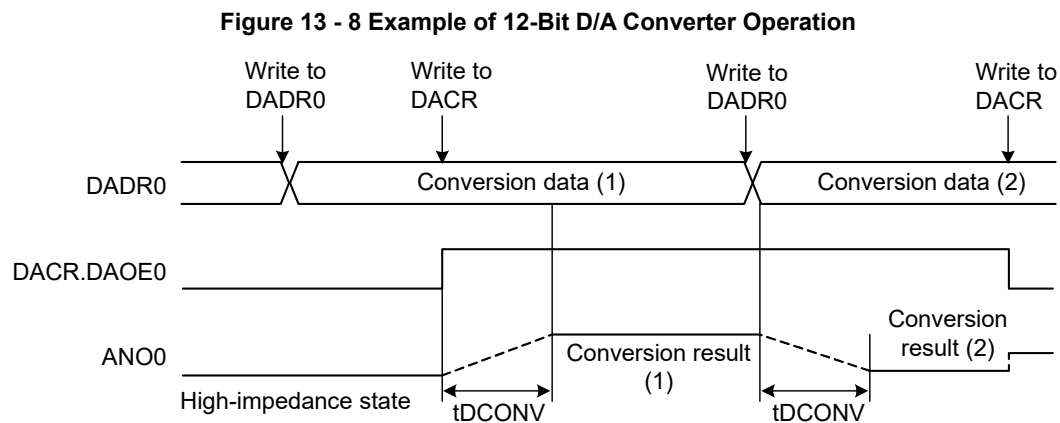 Figure 13 - 8 Example of 12-Bit D/A Converter Operation
Write to
DADR0
Write to
DACR
Write to
DADR0
Write to
DACR
DADR0
Conversion data (1)
Conversion data (2)
DACR.DAOE0
ANO0
Conversion result
(1)
Conversion
result (2)
High-impedance state
tDCONV
tDCONV